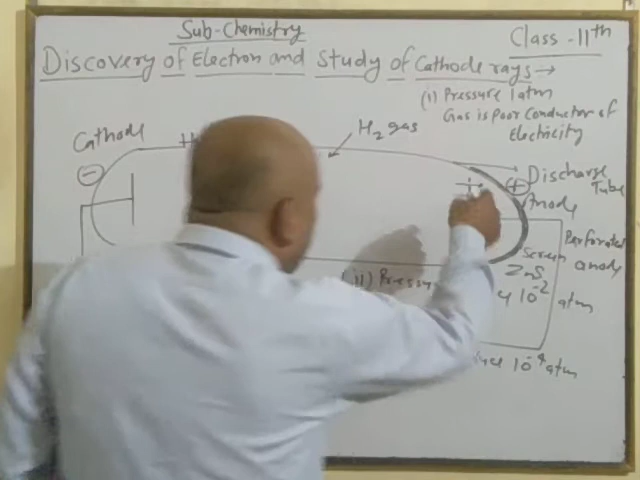 Sub-Chemistry
Class-11th
Discovery of Electron and Study of Cathode rays →
(i) Pressure 1 atm
Gas is poor conductor of
Electricity
Cathode
H2 gas
−
+
Discharge
Tube
Anode
Perforated
anode
Screen
ZnS
(ii) Pressu
10^-2 atm
10^-4 atm